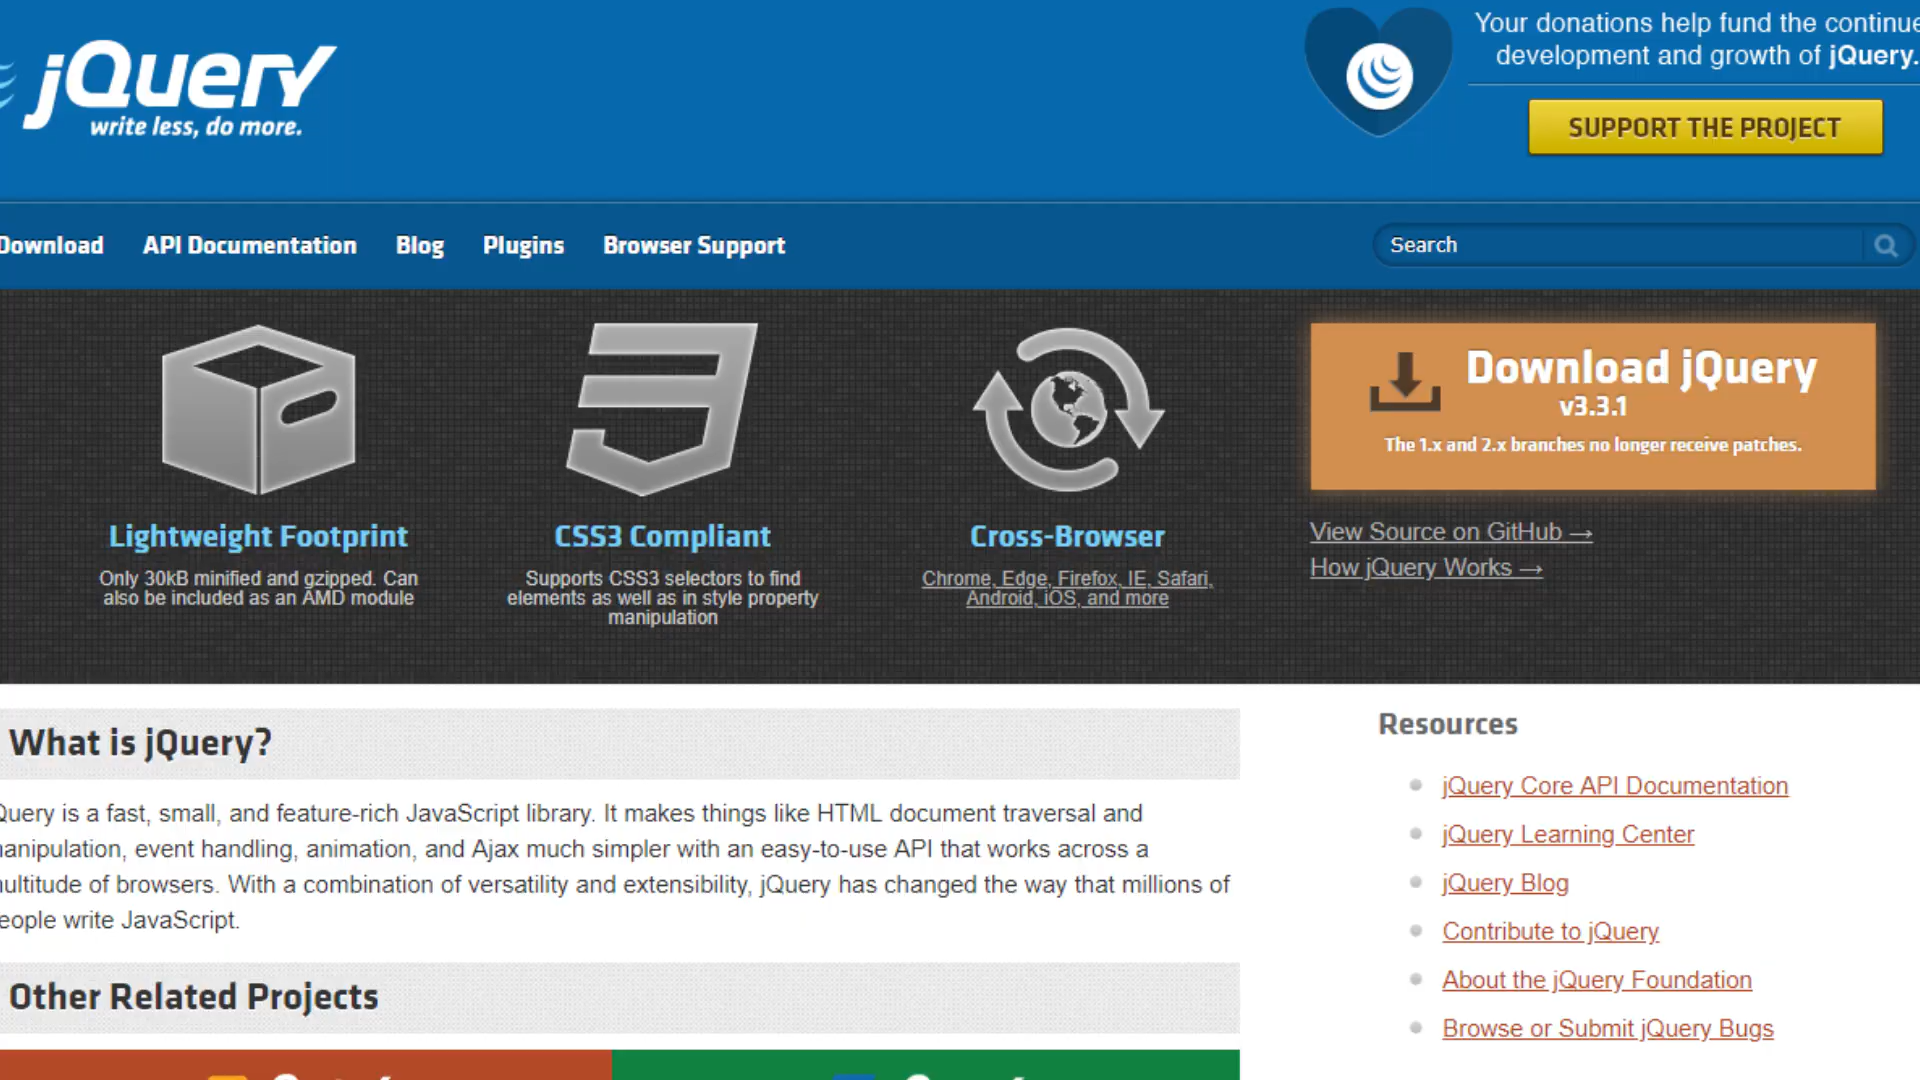 jQuery
write less, do more.
Your donations help fund the continue
development and growth of jQuery.
SUPPORT THE PROJECT
Download API Documentation Blog Plugins Browser Support
Search
Download jQuery
v3.3.1
The 1.x and 2.x branches no longer receive patches.
View Source on GitHub →
How jQuery Works →
Lightweight Footprint
Only 30kB minified and gzipped. Can
also be included as an AMD module
CSS3 Compliant
Supports CSS3 selectors to find
elements as well as in style property
manipulation
Cross-Browser
Chrome, Edge, Firefox, IE, Safari,
Android, iOS, and more
What is jQuery?
Query is a fast, small, and feature-rich JavaScript library. It makes things like HTML document traversal and
anipulation, event handling, animation, and Ajax much simpler with an easy-to-use API that works across a
ultitude of browsers. With a combination of versatility and extensibility, jQuery has changed the way that millions of
eople write JavaScript.
Other Related Projects
Resources
jQuery Core API Documentation
jQuery Learning Center
jQuery Blog
Contribute to jQuery
About the jQuery Foundation
Browse or Submit jQuery Bugs